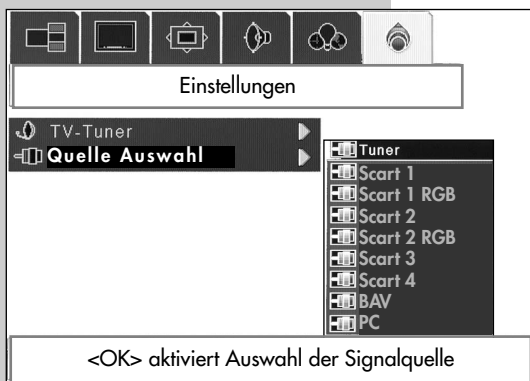 Einstellungen
TV-Tuner
Quelle Auswahl
Tuner
Scart 1
Scart 1 RGB
Scart 2
Scart 2 RGB
Scart 3
Scart 4
BAV
PC
<OK> aktiviert Auswahl der Signalquelle